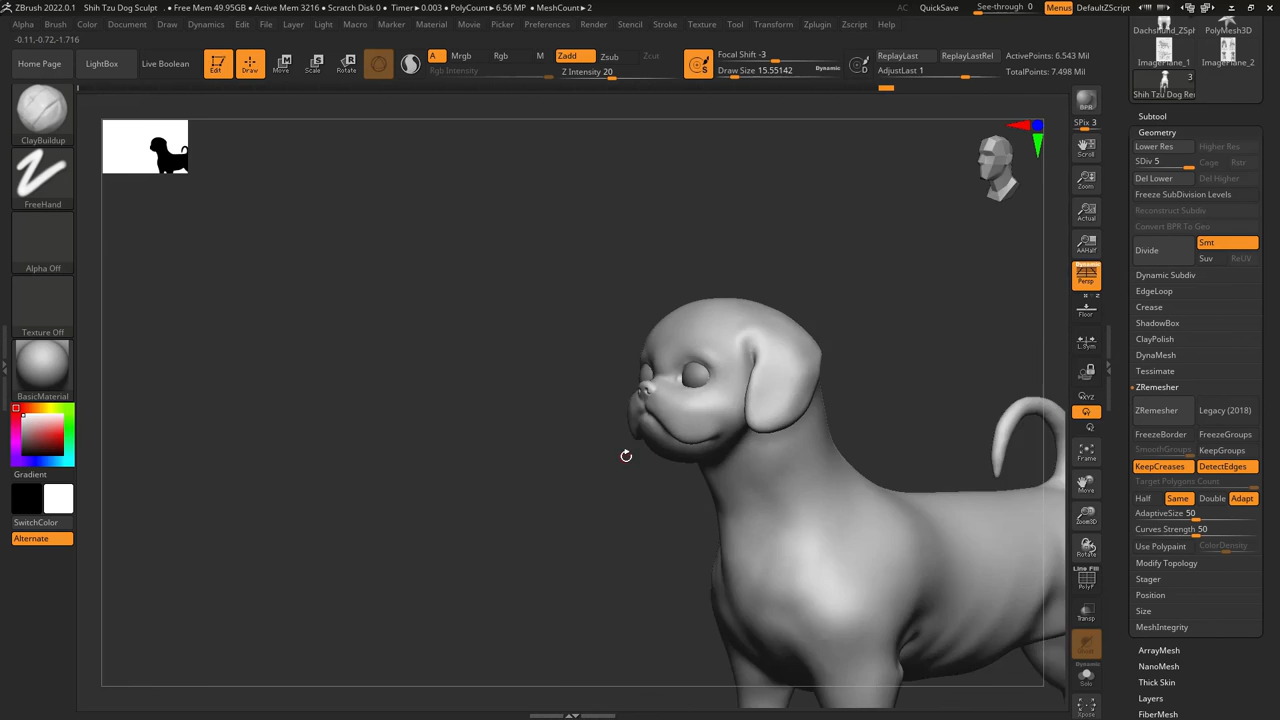 ZBrush 2022.0.1 Shih Tzu Dog Sculpt • Free Mem 49.95GB • Active Mem 3216 • Scratch Disk 0 • Timer▸0.003 • PolyCount▸6.56 MP • MeshCount▸2 AC QuickSave See-through 0 Menus DefaultZScript
Alpha Brush Color Document Draw Dynamics Edit File Layer Light Macro Marker Material Movie Picker Preferences Render Stencil Stroke Texture Tool Transform Zplugin Zscript Help
-0.11,-0.72,-1.716
Home Page LightBox Live Boolean Edit Draw Move Scale Rotate A Mrgb Rgb M Zadd Zsub Cut
Rgb Intensity Z Intensity 20
Focal Shift -3
Draw Size 15.55142 Dynamic
S D
ReplayLast ReplayLastRel
AdjustLast 1
ActivePoints: 6.543 Mil
TotalPoints: 7.498 Mil
ClayBuildup
FreeHand
Alpha Off
Texture Off
BasicMaterial
Gradient
SwitchColor
Alternate
BPR
SPix 3
Scroll
Zoom
Actual
AAHalf
Dynamic
Persp
Floor
L.Sym
XYZ
Y
Z
Frame
Move
Zoom3D
Rotate
Line Fill
PolyF
Transp
Ghost
Dynamic
Solo
Xpose
Dachshund_ZSph PolyMesh3D
ImagePlane_1 ImagePlane_2
3
Shih Tzu Dog Re
Subtool
Geometry
Lower Res Higher Res
SDiv 5 Cage Rstr
Del Lower Del Higher
Freeze SubDivision Levels
Reconstruct Subdiv
Convert BPR To Geo
Divide Smt
Suv ReUV
Dynamic Subdiv
EdgeLoop
Crease
ShadowBox
ClayPolish
DynaMesh
Tessimate
ZRemesher
ZRemesher Legacy (2018)
FreezeBorder FreezeGroups
SmoothGroups KeepGroups
KeepCreases DetectEdges
Target Polygons Count
Half Same Double Adapt
AdaptiveSize 50
Curves Strength 50
Use Polypaint ColorDensity
Modify Topology
Stager
Position
Size
MeshIntegrity
ArrayMesh
NanoMesh
Thick Skin
Layers
FiberMesh